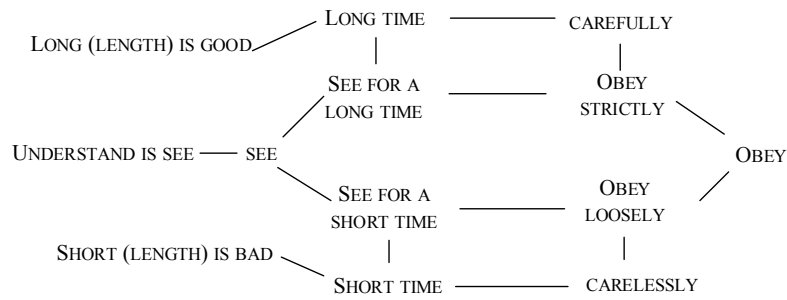 LONG TIME
CAREFULLY
LONG (LENGTH) IS GOOD
SEE FOR A
LONG TIME
OBEY
STRICTLY
UNDERSTAND IS SEE
SEE
OBEY
SEE FOR A
SHORT TIME
OBEY
LOOSELY
SHORT (LENGTH) IS BAD
SHORT TIME
CARELESSLY